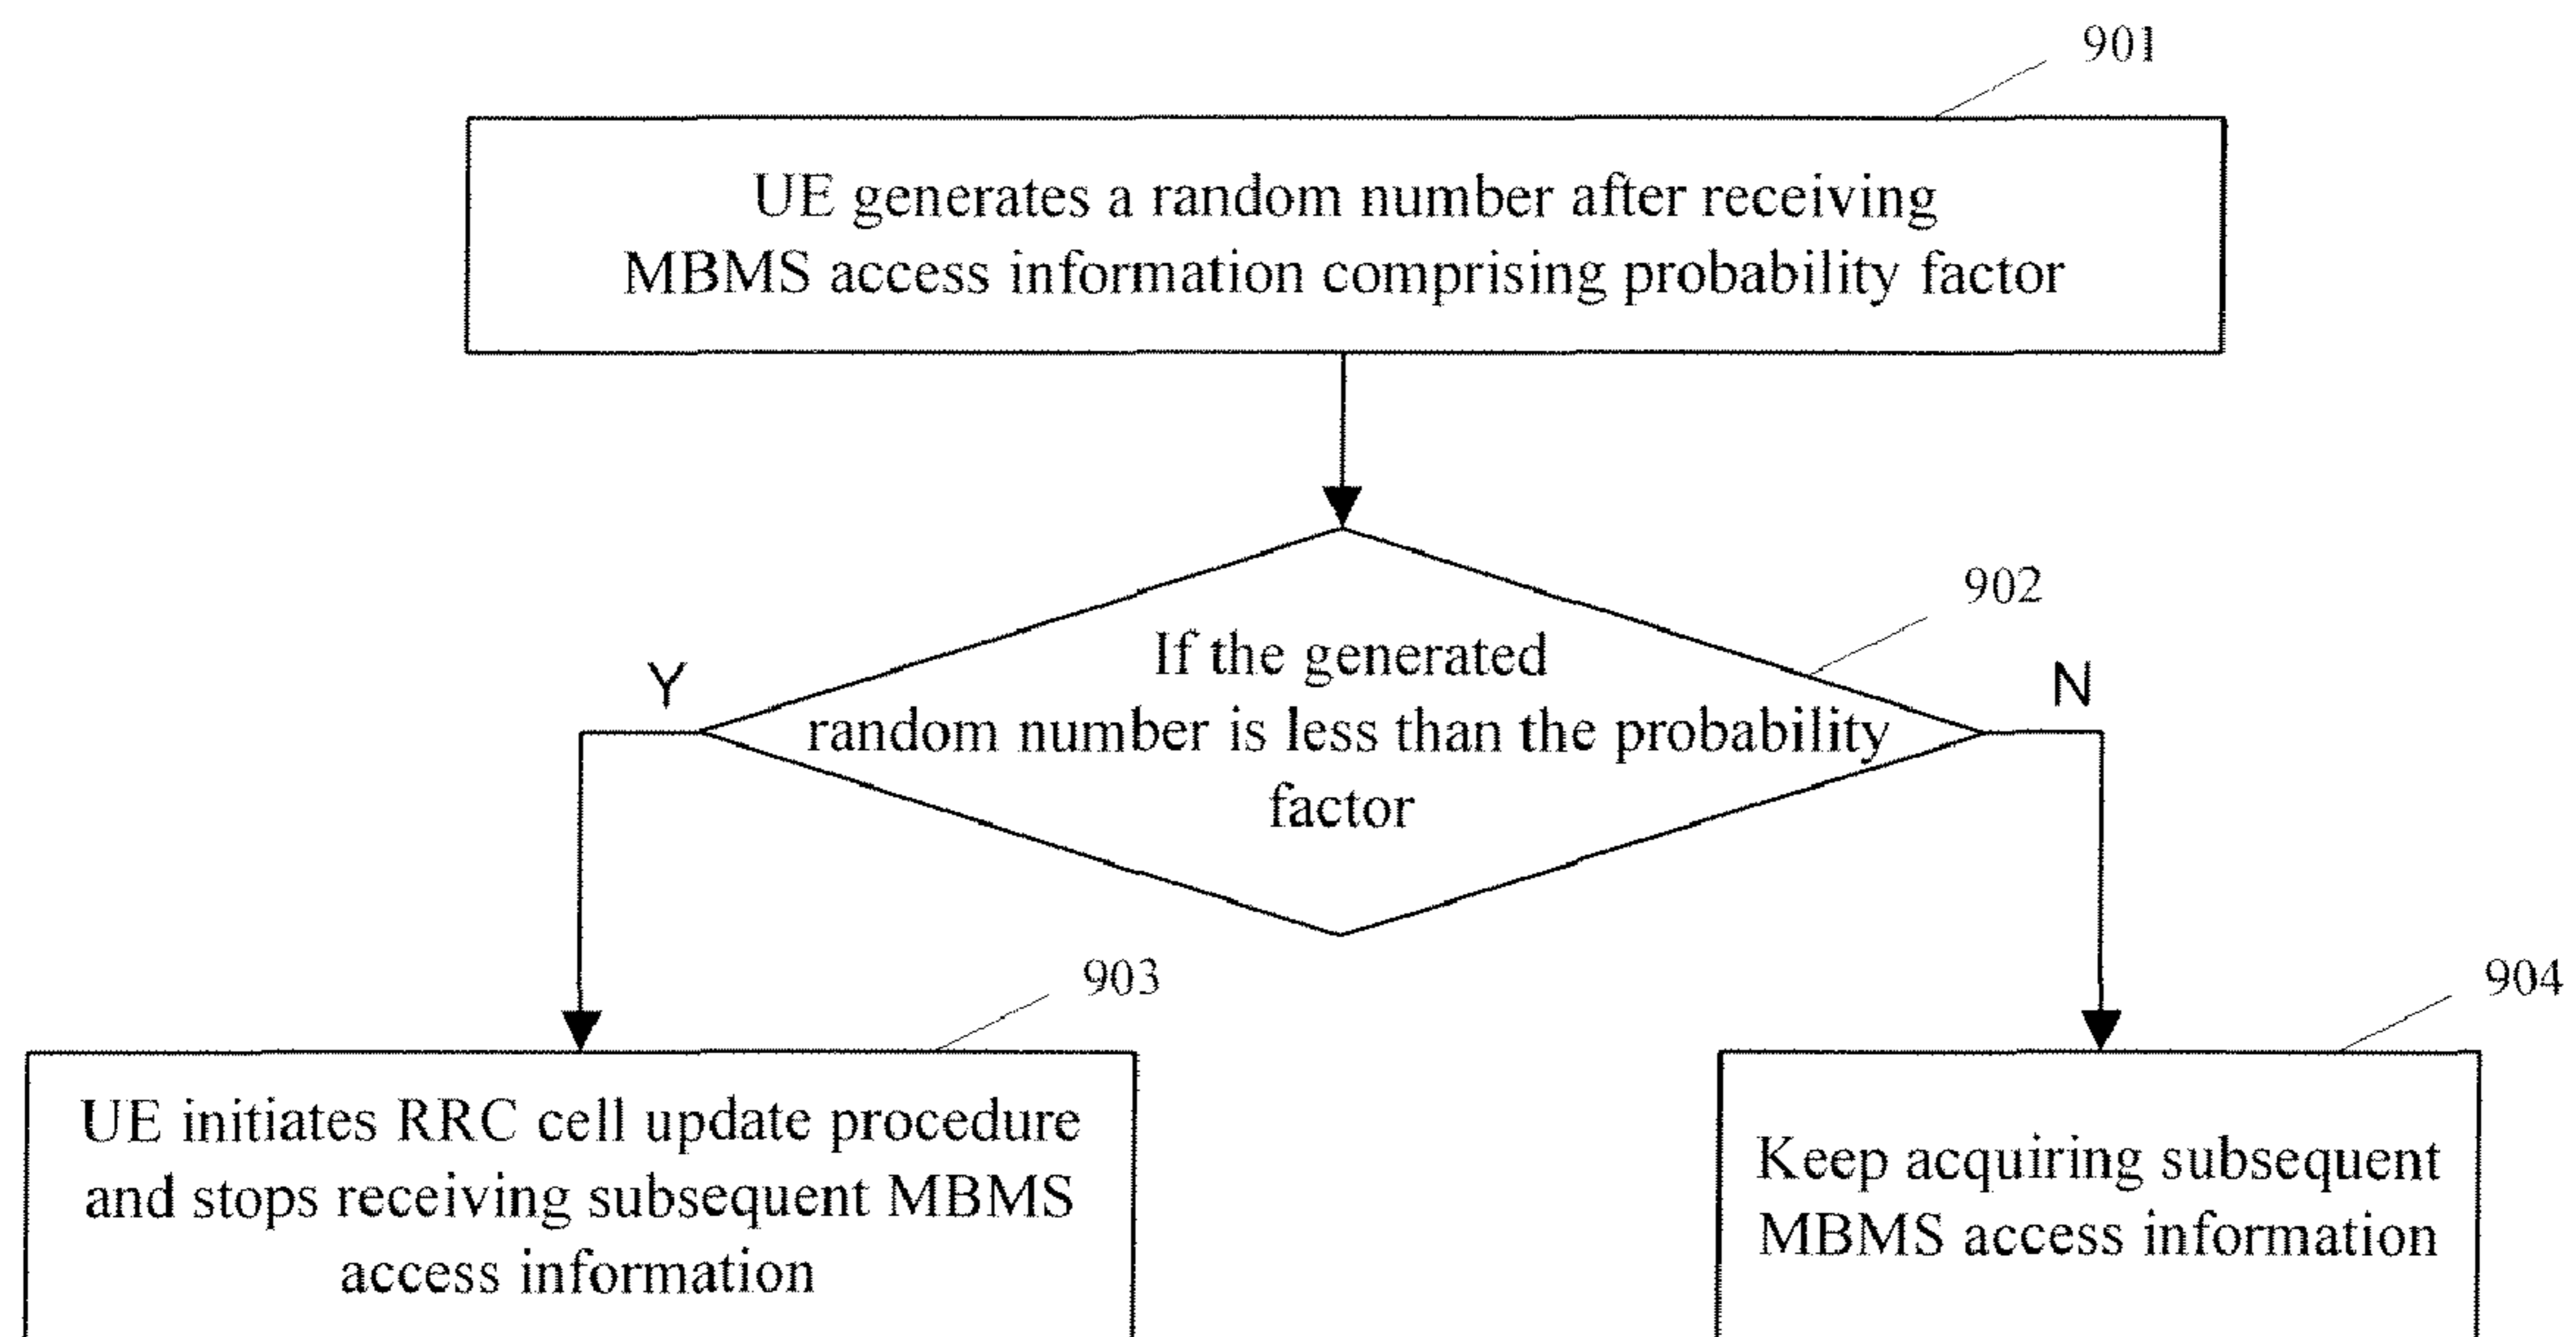 901
UE generates a random number after receiving
MBMS access information comprising probability factor
902
Y
N
If the generated
random number is less than the probability
factor
903
904
UE initiates RRC cell update procedure
and stops receiving subsequent MBMS
access information
Keep acquiring subsequent
MBMS access information